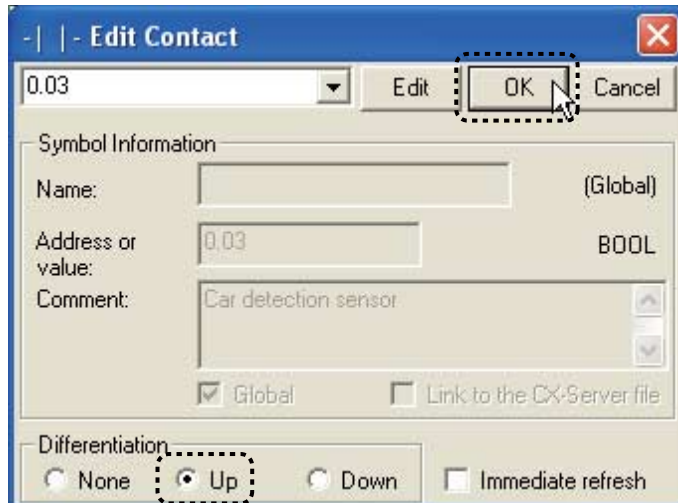 -| |- Edit Contact
0.03 Edit OK Cancel
Symbol Information
Name: (Global)
Address or value: 0.03 BOOL
Comment: Car detection sensor
Global Link to the CX-Server file
Differentiation
None Up Down Immediate refresh